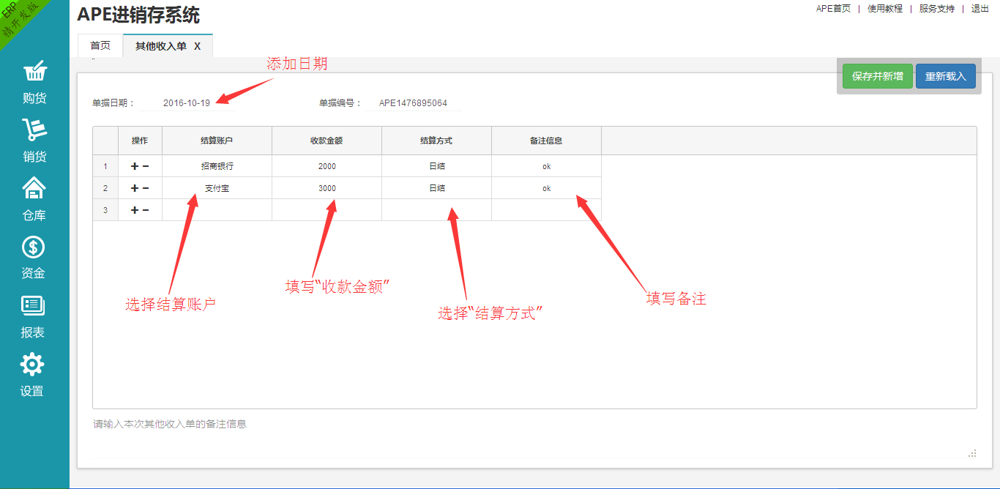 ERP
精开发版
APE进销存系统
APE首页 | 使用教程 | 服务支持 | 退出
首页
其他收入单 X
购货
销货
仓库
资金
报表
设置
添加日期
保存并新增
重新载入
单据日期： 2016-10-19
单据编号： APE1476895064
操作 结算账户 收款金额 结算方式 备注信息
1 + − 招商银行 2000 日结 ok
2 + − 支付宝 3000 日结 ok
3 + −
选择结算账户
填写“收款金额”
选择“结算方式”
填写备注
请输入本次其他收入单的备注信息